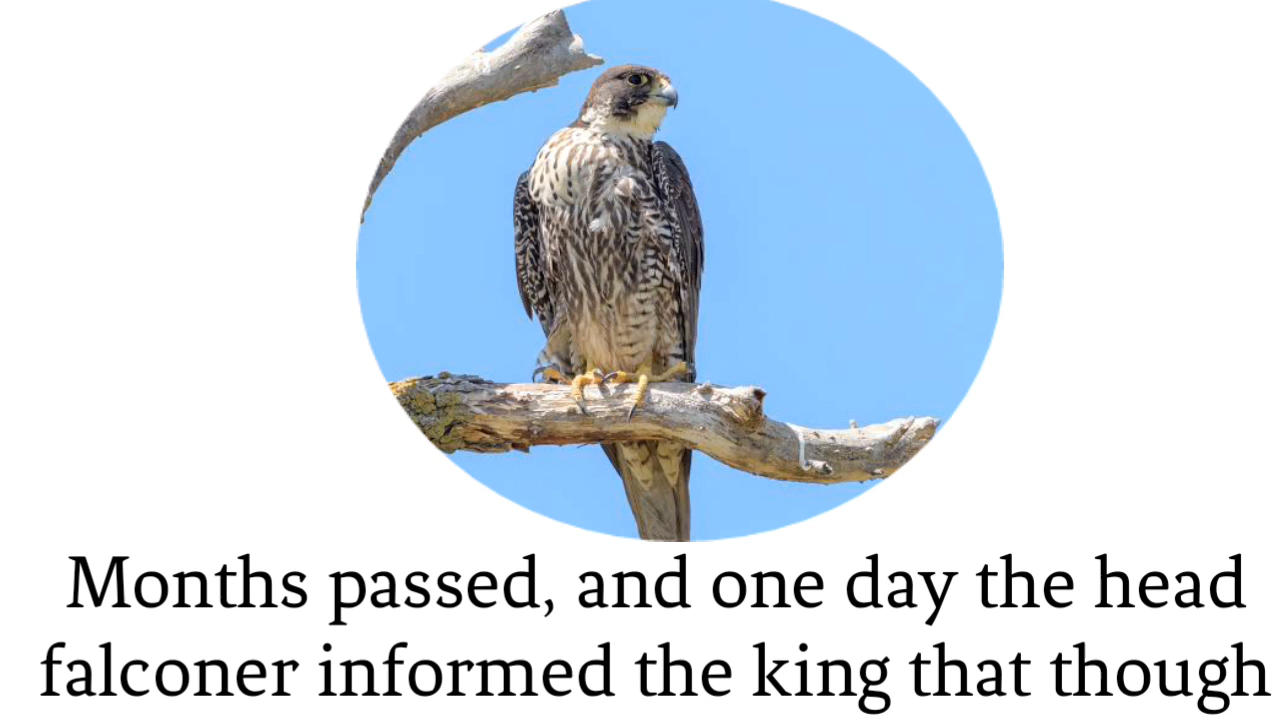 Months passed, and one day the head
falconer informed the king that though